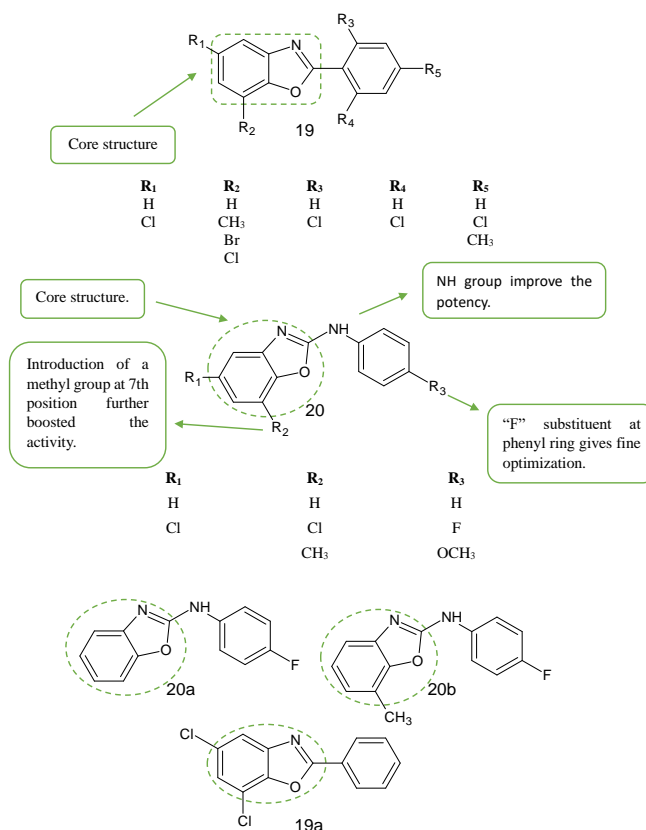 R₁
N
R₃
R₅
O
R₂
19
R₄
Core structure
R₁ R₂ R₃ R₄ R₅
H H H H H
Cl CH₃ Cl Cl Cl
Br CH₃
Cl
Core structure.
NH group improve the
potency.
N
NH
O
R₁
R₃
R₂
20
Introduction of a
methyl group at 7th
position further
boosted the
activity.
“F” substituent at
phenyl ring gives fine
optimization.
R₁ R₂ R₃
H H H
Cl Cl F
CH₃ OCH₃
N
NH
O
F
20a
N
NH
O
F
20b
CH₃
Cl
N
O
Cl
19a